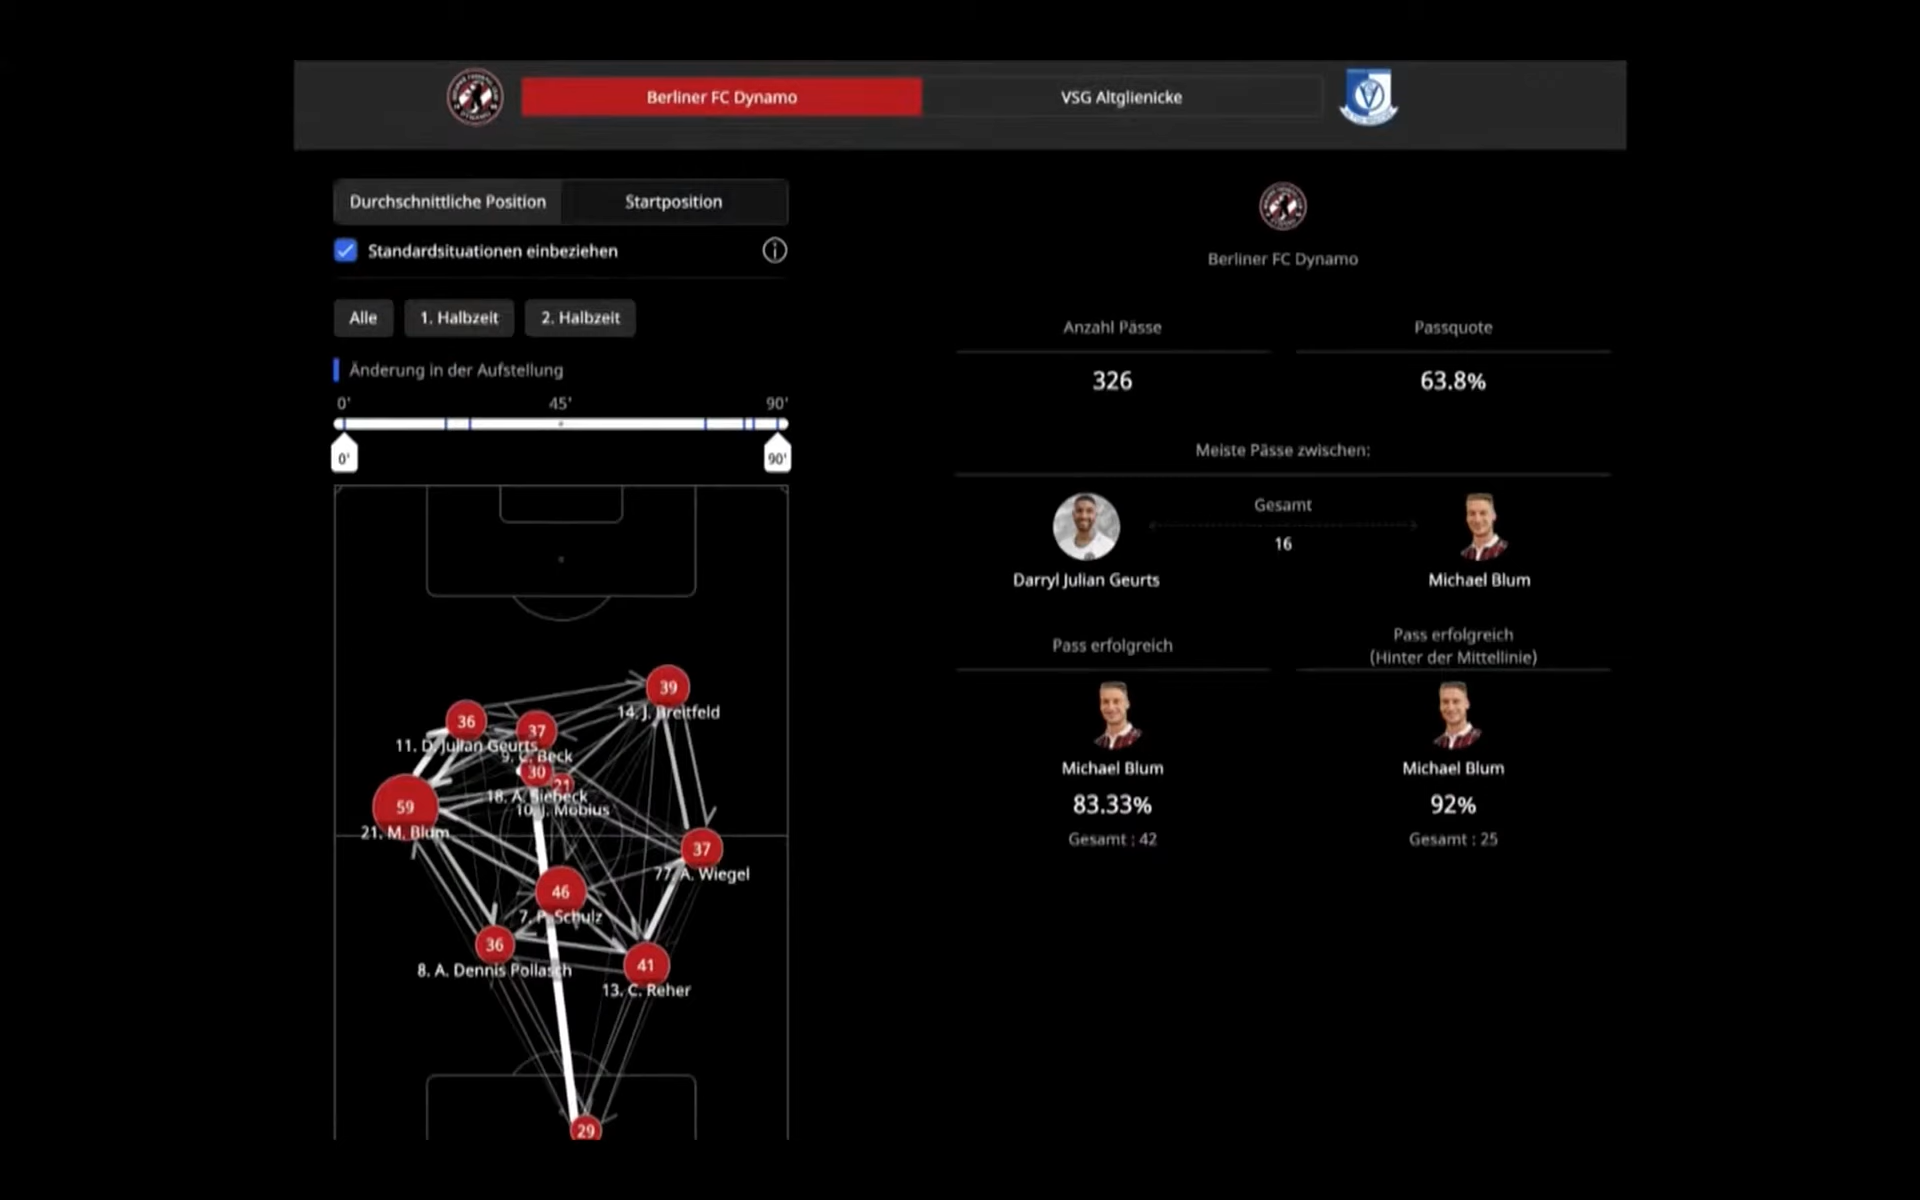 Berliner FC Dynamo
VSG Altglienicke
Durchschnittliche Position
Startposition
Standardsituationen einbeziehen
Alle
1. Halbzeit
2. Halbzeit
Änderung in der Aufstellung
0'
45'
90'
0'
90'
39
14. J. Breitfeld
36
11. D. Julian Geurts
37
9. C. Beck
30
21
18. A. Siebeck
10. J. Möbius
59
21. M. Blum
37
77. A. Wiegel
46
7. P. Schulz
36
8. A. Dennis Pollasch
41
13. C. Reher
29
Berliner FC Dynamo
Anzahl Pässe
Passquote
326
63.8%
Meiste Pässe zwischen:
Gesamt
16
Darryl Julian Geurts
Michael Blum
Pass erfolgreich
Pass erfolgreich
(Hinter der Mittellinie)
Michael Blum
Michael Blum
83.33%
92%
Gesamt : 42
Gesamt : 25